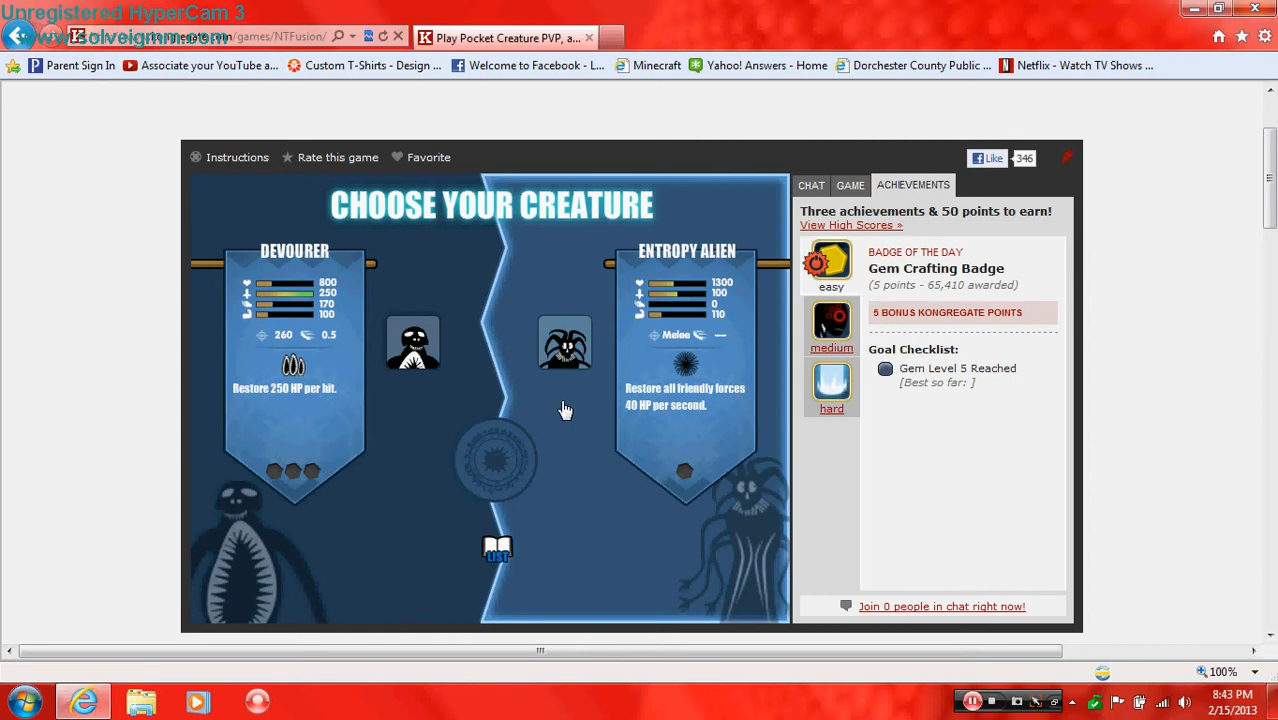 Unregistered HyperCam 3
www.solveigmm.com
/games/NTFusion/
Play Pocket Creature PVP, a...
Parent Sign In
Associate your YouTube a...
Custom T-Shirts - Design ...
Welcome to Facebook - L...
Minecraft
Yahoo! Answers - Home
Dorchester County Public ...
Netflix - Watch TV Shows ...
Instructions
Rate this game
Favorite
Like
346
CHAT
GAME
ACHIEVEMENTS
CHOOSE YOUR CREATURE
DEVOURER
800
250
170
100
260
0.5
Restore 250 HP per hit.
LIST
ENTROPY ALIEN
1300
100
0
110
Melee
—
Restore all friendly forces
40 HP per second.
Three achievements & 50 points to earn!
View High Scores »
easy
medium
hard
BADGE OF THE DAY
Gem Crafting Badge
(5 points - 65,410 awarded)
5 BONUS KONGREGATE POINTS
Goal Checklist:
Gem Level 5 Reached
[Best so far: ]
Join 0 people in chat right now!
100%
8:43 PM
2/15/2013